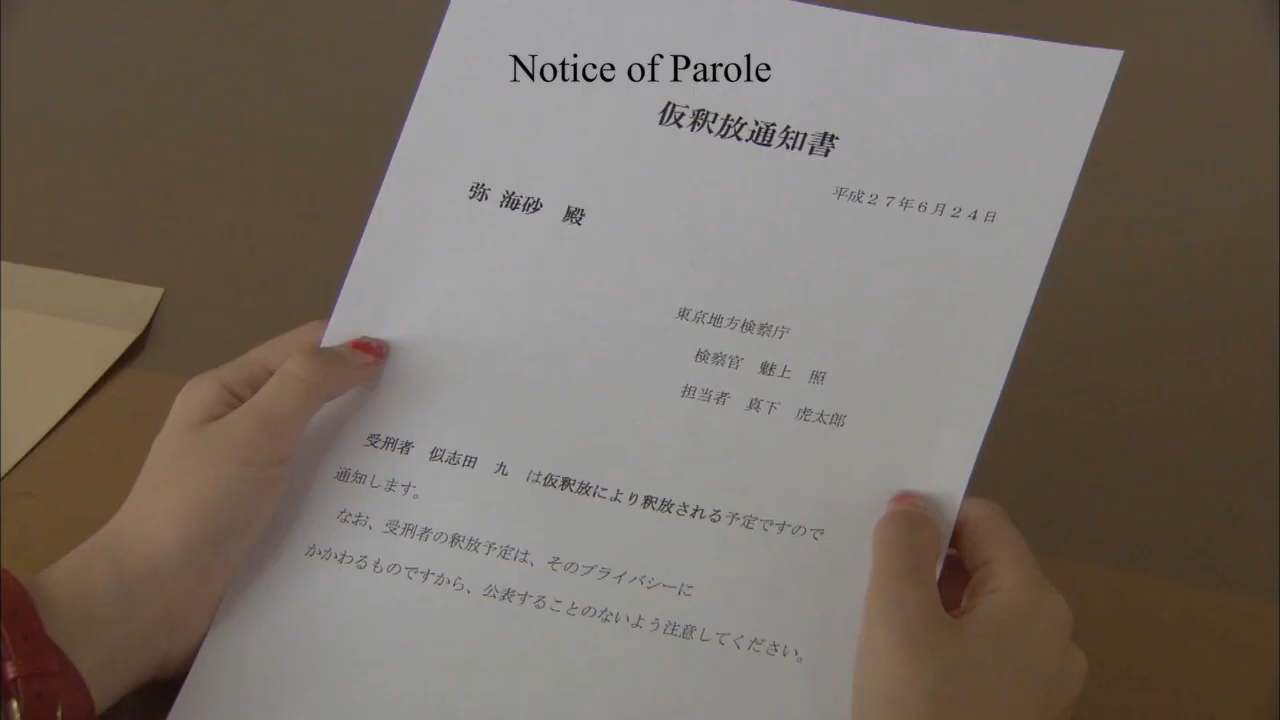 Notice of Parole
仮釈放通知書
平成２７年６月２４日
弥 海砂　殿
東京地方検察庁
検察官　魅上　照
担当者　真下　虎太郎
受刑者　似志田　九　は仮釈放により釈放される予定ですので
通知します。
なお、受刑者の釈放予定は、そのプライバシーに
かかわるものですから、公表することのないよう注意してください。